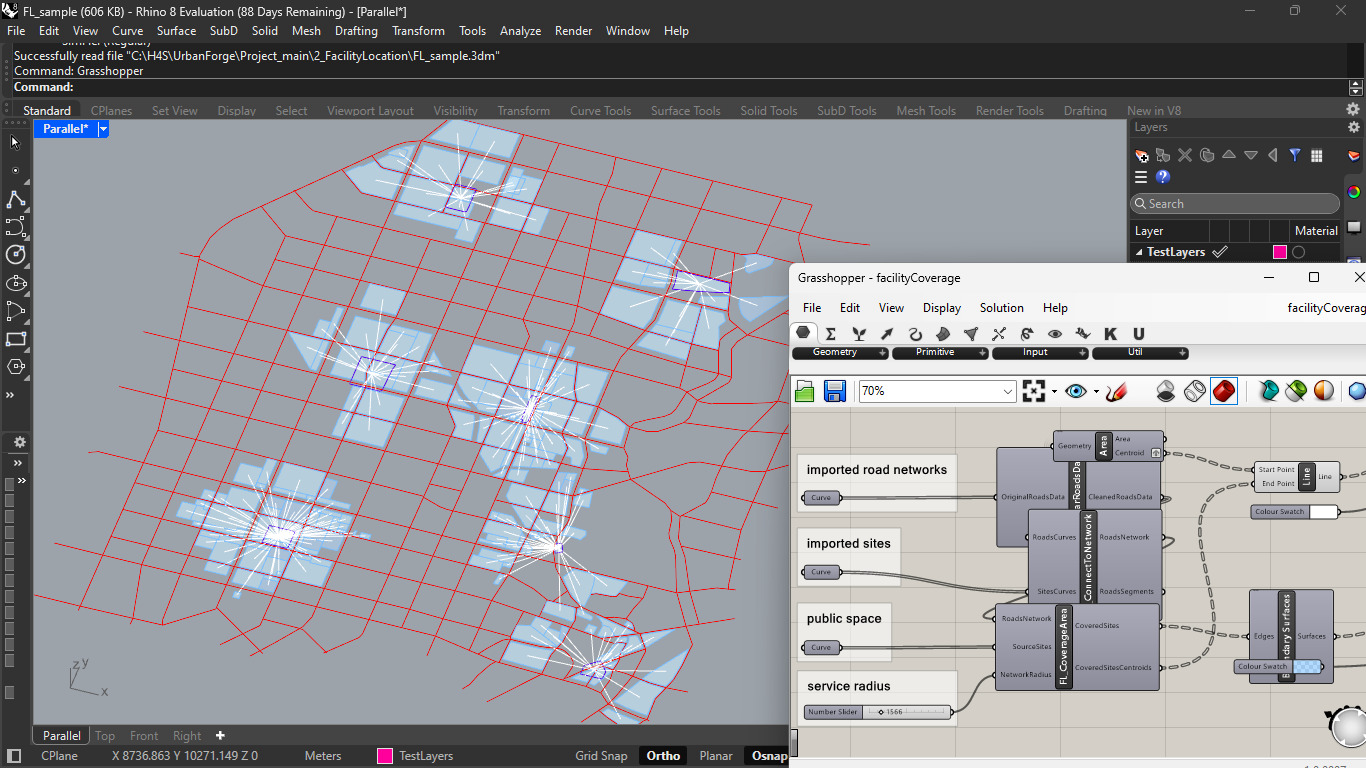 FL_sample (606 KB) - Rhino 8 Evaluation (88 Days Remaining) - [Parallel*]
File Edit View Curve Surface SubD Solid Mesh Drafting Transform Tools Analyze Render Window Help
Successfully read file "C:\H4S\UrbanForge\Project_main\2_FacilityLocation\FL_sample.3dm"
Command: Grasshopper
Command:
Standard CPlanes Set View Display Select Viewport Layout Visibility Transform Curve Tools Surface Tools Solid Tools SubD Tools Mesh Tools Render Tools Drafting New in V8
Parallel*
Layers
Search
Layer Material
TestLayers
Grasshopper - facilityCoverage
File Edit View Display Solution Help facilityCoverag
K U
Geometry Primitive Input Util
70%
imported road networks
Curve
imported sites
Curve
public space
Curve
service radius
Number Slider 1566
Geometry Area Area
Centroid
OriginalRoadsData CleanedRoadsData
RoadsCurves ConnectToNetwork RoadsNetwork
SitesCurves RoadsSegments
RoadsNetwork FL_CoverageArea CoveredSites
SourceSites
NetworkRadius CoveredSitesCentroids
Start Point Line Line
End Point
Colour Swatch
Edges Surfaces
Colour Swatch
z y
x
Parallel Top Front Right
CPlane X 8736.863 Y 10271.149 Z 0 Meters TestLayers Grid Snap Ortho Planar Osnap